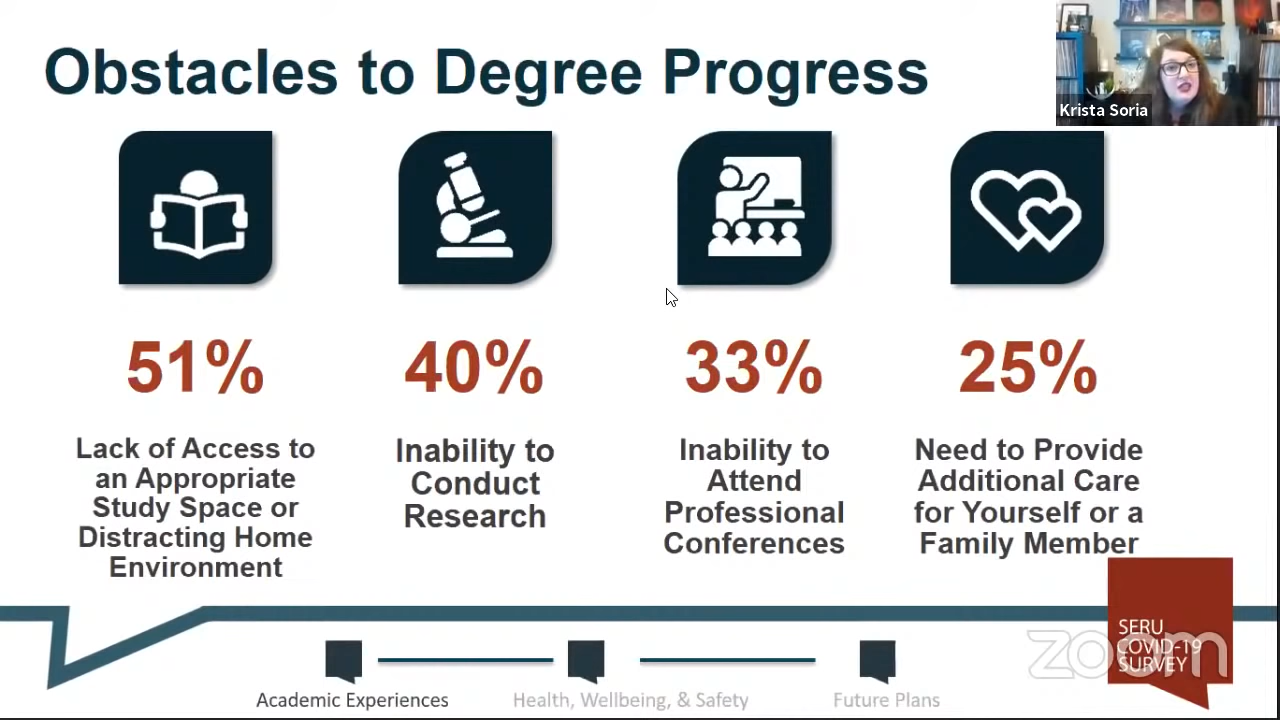 Obstacles to Degree Progress
Krista Soria
51%
Lack of Access to
an Appropriate
Study Space or
Distracting Home
Environment
40%
Inability to
Conduct
Research
33%
Inability to
Attend
Professional
Conferences
25%
Need to Provide
Additional Care
for Yourself or a
Family Member
SERU
COVID-19
SURVEY
zoom
Academic Experiences
Health, Wellbeing, & Safety
Future Plans